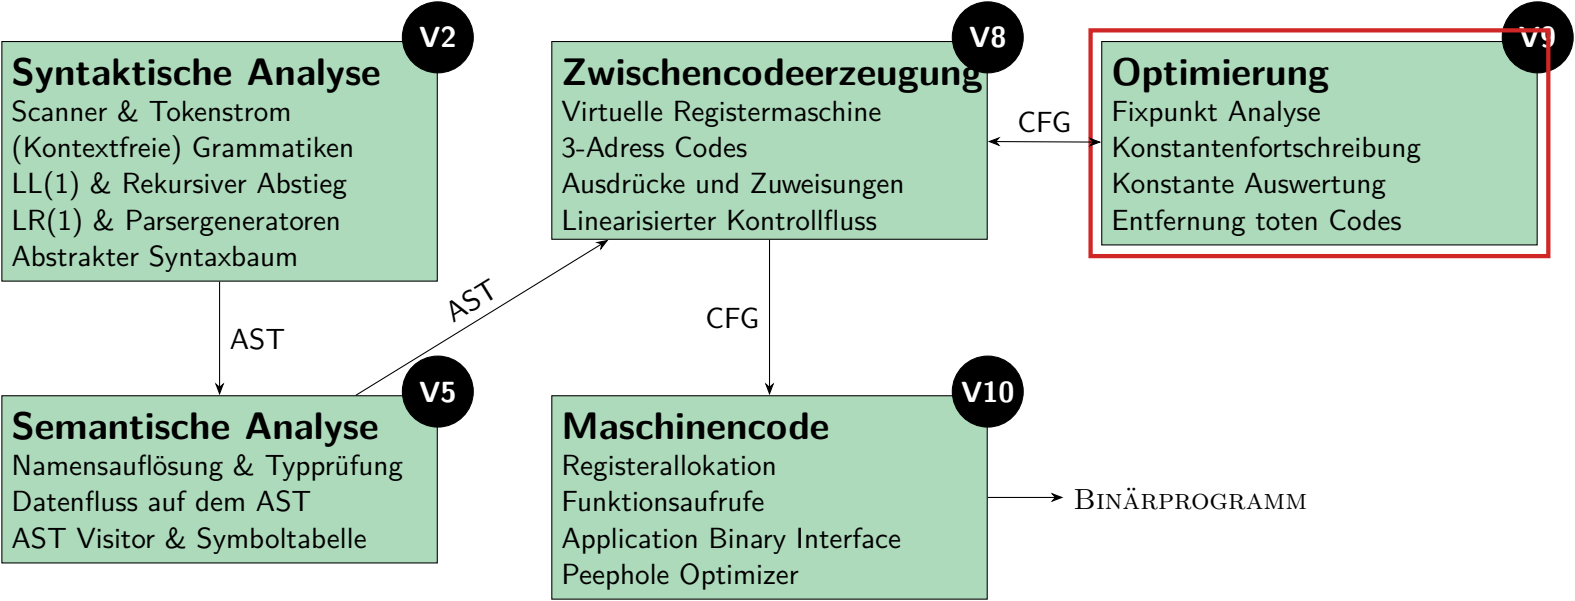 V2
Syntaktische Analyse
Scanner & Tokenstrom
(Kontextfreie) Grammatiken
LL(1) & Rekursiver Abstieg
LR(1) & Parsergeneratoren
Abstrakter Syntaxbaum
AST
V5
Semantische Analyse
Namensauflösung & Typprüfung
Datenfluss auf dem AST
AST Visitor & Symboltabelle
AST
V8
Zwischencodeerzeugung
Virtuelle Registermaschine
3-Adress Codes
Ausdrücke und Zuweisungen
Linearisierter Kontrollfluss
CFG
V9
Optimierung
Fixpunkt Analyse
Konstantenfortschreibung
Konstante Auswertung
Entfernung toten Codes
CFG
V10
Maschinencode
Registerallokation
Funktionsaufrufe
Application Binary Interface
Peephole Optimizer
Binärprogramm